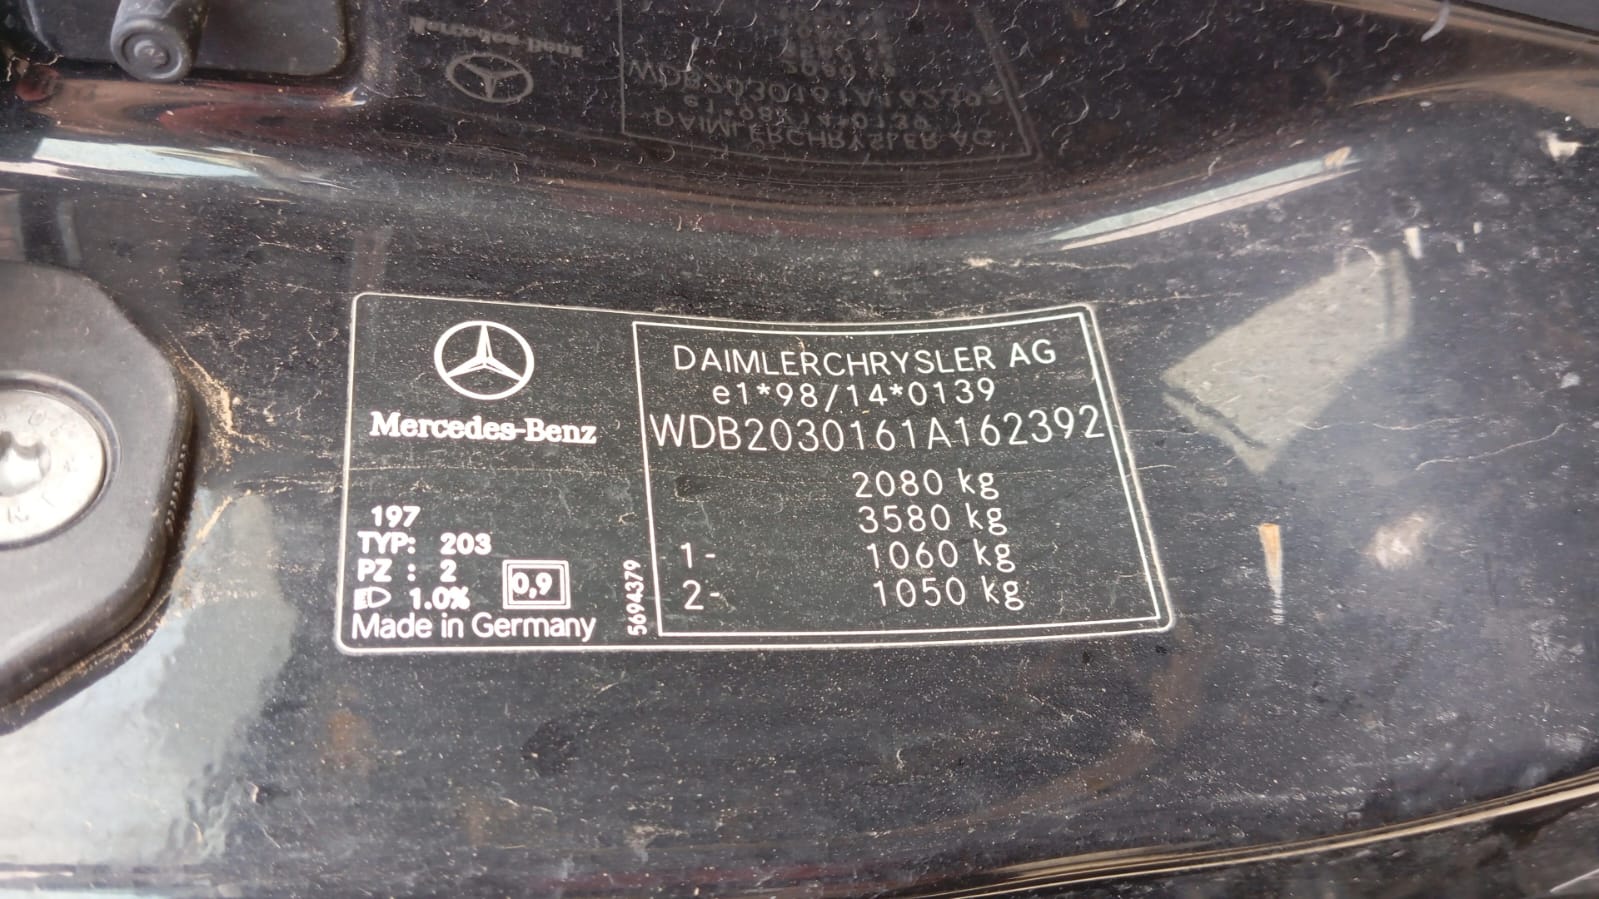 Mercedes-Benz
197
TYP: 203
PZ : 2
1.0%
0,9
Made in Germany
5694379
DAIMLERCHRYSLER AG
e1*98/14*0139
WDB2030161A162392
2080 kg
3580 kg
1- 1060 kg
2- 1050 kg